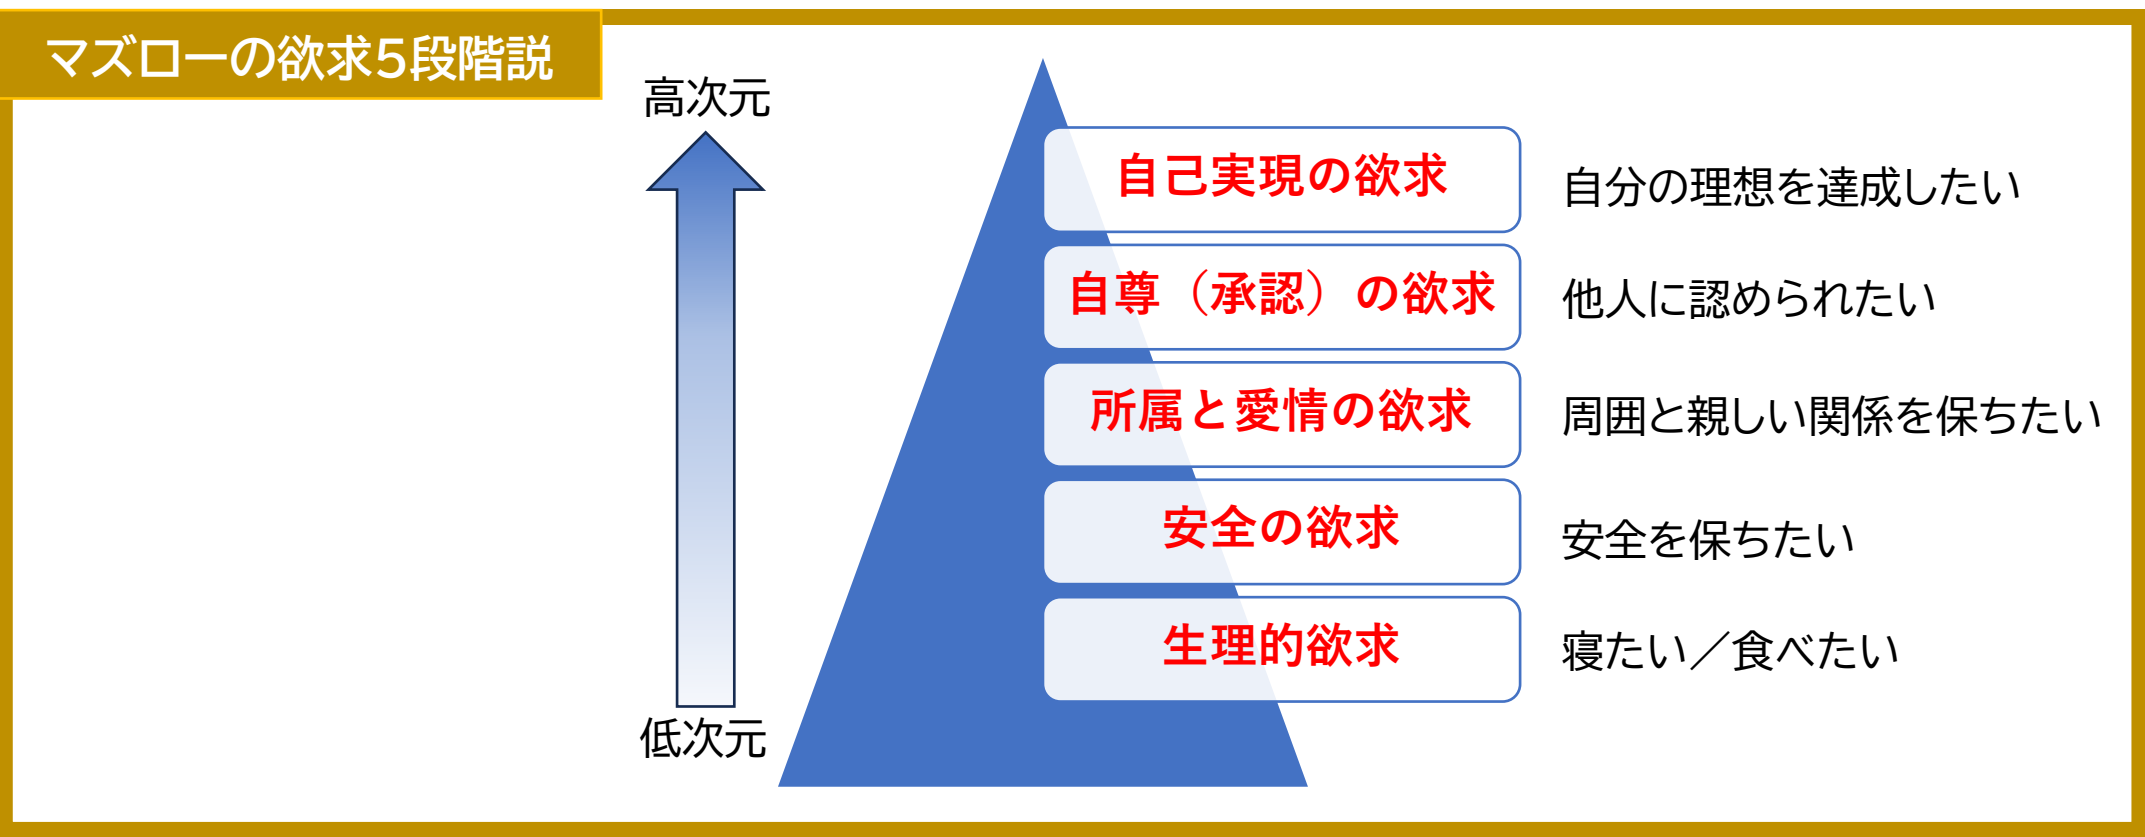 マズローの欲求5段階説
高次元
自己実現の欲求
自分の理想を達成したい
自尊（承認）の欲求
他人に認められたい
所属と愛情の欲求
周囲と親しい関係を保ちたい
安全の欲求
安全を保ちたい
生理的欲求
寝たい／食べたい
低次元